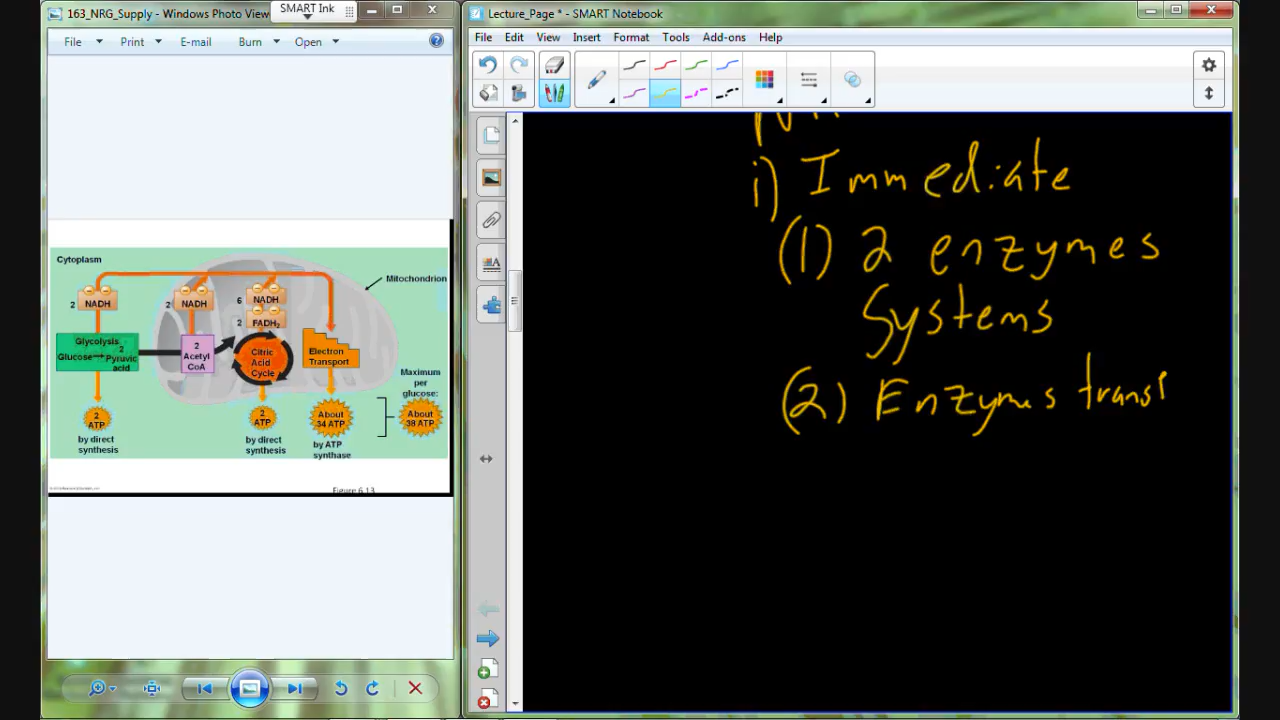 163_NRG_Supply - Windows Photo View
SMART Ink
File Print E-mail Burn Open
Cytoplasm
Mitochondrion
2 NADH
2 NADH
6 NADH
2 FADH₂
Glycolysis
Glucose → 2 Pyruvic acid
2 Acetyl CoA
Citric Acid Cycle
Electron Transport
Maximum per glucose:
2 ATP
2 ATP
About 34 ATP
About 38 ATP
by direct synthesis
by direct synthesis
by ATP synthase
Figure 6.13
Lecture_Page * - SMART Notebook
File Edit View Insert Format Tools Add-ons Help
i) Immediate
(1) 2 enzymes
Systems
(2) Enzymes